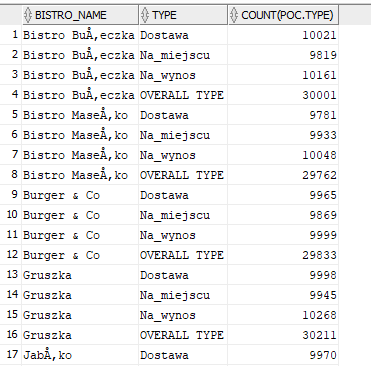 BISTRO_NAME TYPE COUNT(POC.TYPE)
1 Bistro BuÅ‚eczka Dostawa 10021
2 Bistro BuÅ‚eczka Na_miejscu 9819
3 Bistro BuÅ‚eczka Na_wynos 10161
4 Bistro BuÅ‚eczka OVERALL TYPE 30001
5 Bistro MaseÅ‚ko Dostawa 9781
6 Bistro MaseÅ‚ko Na_miejscu 9933
7 Bistro MaseÅ‚ko Na_wynos 10048
8 Bistro MaseÅ‚ko OVERALL TYPE 29762
9 Burger & Co Dostawa 9965
10 Burger & Co Na_miejscu 9869
11 Burger & Co Na_wynos 9999
12 Burger & Co OVERALL TYPE 29833
13 Gruszka Dostawa 9998
14 Gruszka Na_miejscu 9945
15 Gruszka Na_wynos 10268
16 Gruszka OVERALL TYPE 30211
17 JabÅ‚ko Dostawa 9970